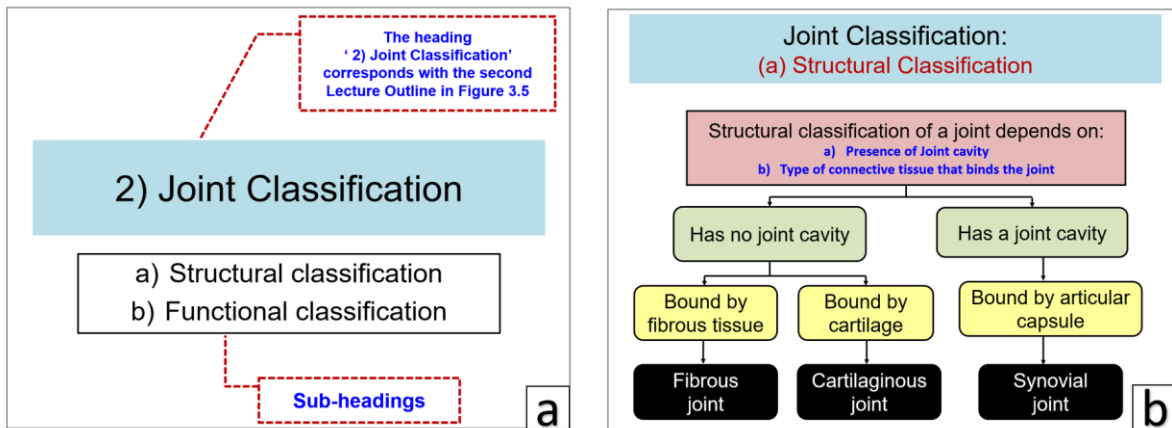 The heading
‘ 2) Joint Classification’
corresponds with the second
Lecture Outline in Figure 3.5
2) Joint Classification
a) Structural classification
b) Functional classification
Sub-headings
a
Joint Classification:
(a) Structural Classification
Structural classification of a joint depends on:
a) Presence of Joint cavity
b) Type of connective tissue that binds the joint
Has no joint cavity
Has a joint cavity
Bound by
fibrous tissue
Bound by
cartilage
Bound by articular
capsule
Fibrous
joint
Cartilaginous
joint
Synovial
joint
b